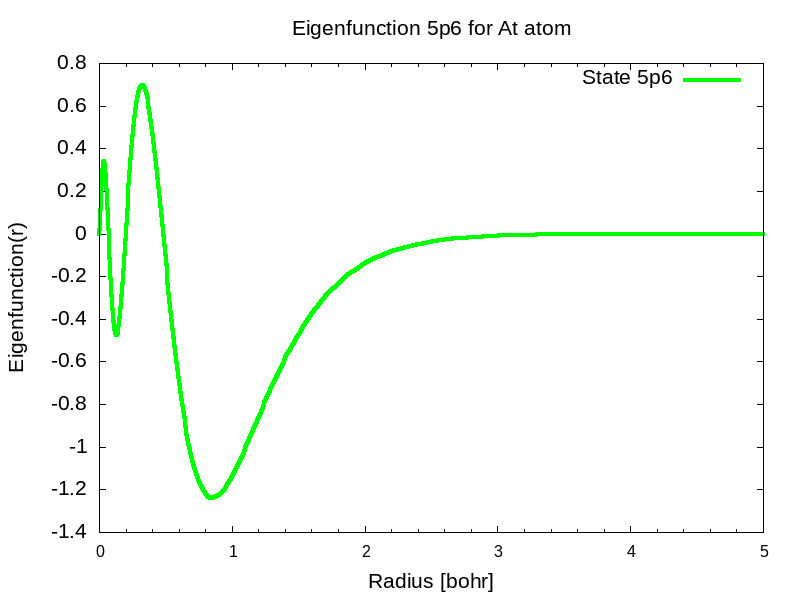 Eigenfunction 5p6 for At atom
State 5p6
0.8
0.6
0.4
0.2
0
-0.2
-0.4
-0.6
-0.8
-1
-1.2
-1.4
Eigenfunction(r)
0 1 2 3 4 5
Radius [bohr]